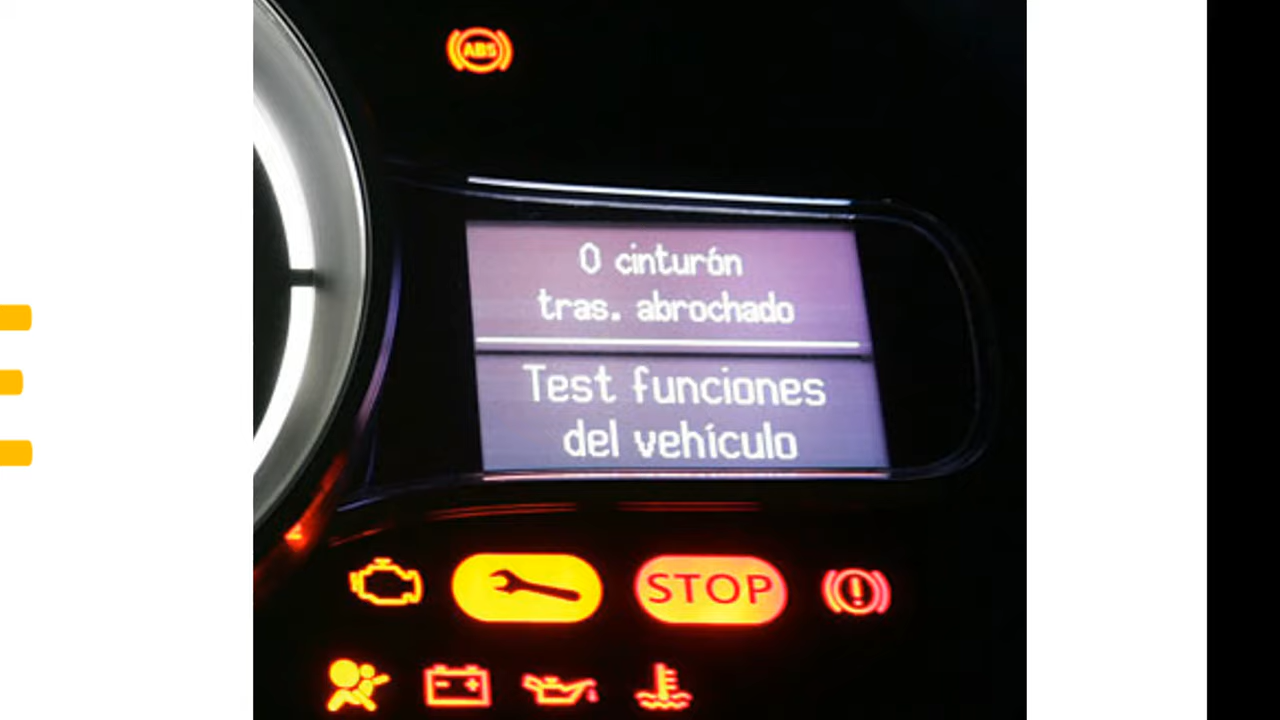 ABS
0 cinturón
tras. abrochado
Test funciones
del vehículo
STOP